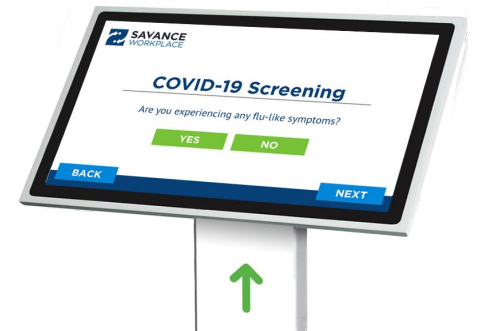 SAVANCE
WORKPLACE
COVID-19 Screening
Are you experiencing any flu-like symptoms?
YES NO
BACK
NEXT